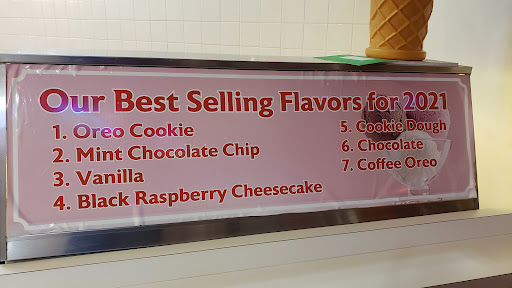 Our Best Selling Flavors for 2021
1. Oreo Cookie
2. Mint Chocolate Chip
3. Vanilla
4. Black Raspberry Cheesecake
5. Cookie Dough
6. Chocolate
7. Coffee Oreo